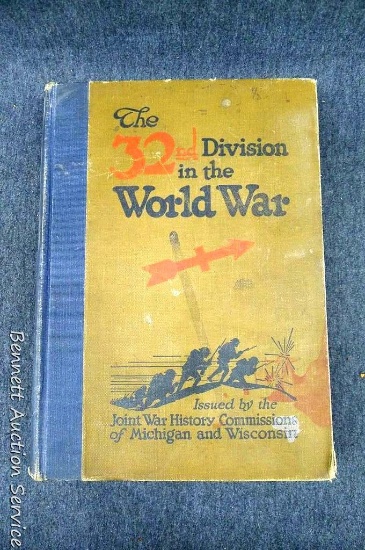 The
32nd Division
in the
World War
Issued by the
Joint War History Commissions
of Michigan and Wisconsin
Bennett Auction Service